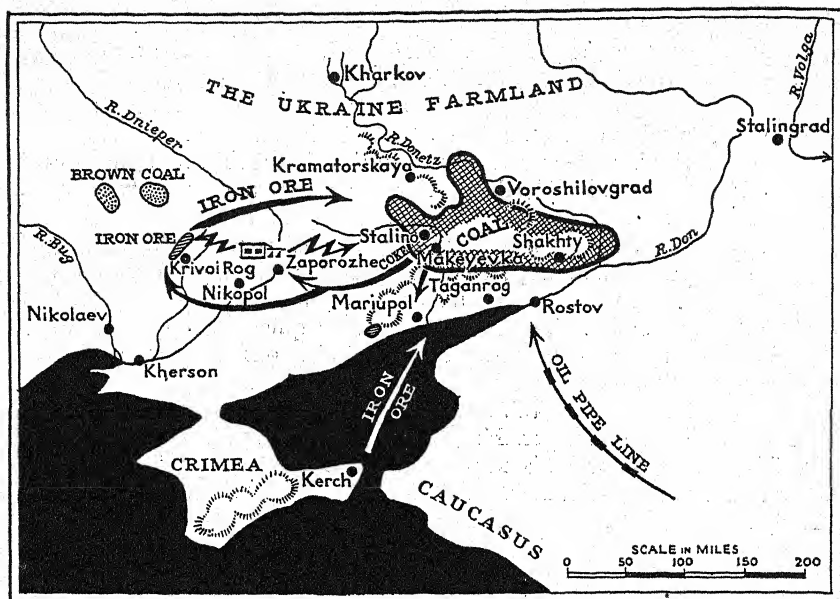 Kharkov
R. Volga
THE UKRAINE FARMLAND
R. Dnieper
Stalingrad
R. Donetz
Kramatorskaya
BROWN COAL
IRON ORE
Voroshilovgrad
IRON ORE
Stalino
COAL
Shakhty
R. Don
R. Bug
Krivoi Rog
Zaporozhe
COKE
Makeyevka
Nikopol
Mariupol
Taganrog
Rostov
Nikolaev
Kherson
IRON
ORE
OIL PIPE LINE
CRIMEA
Kerch
CAUCASUS
SCALE IN MILES
0 50 100 150 200